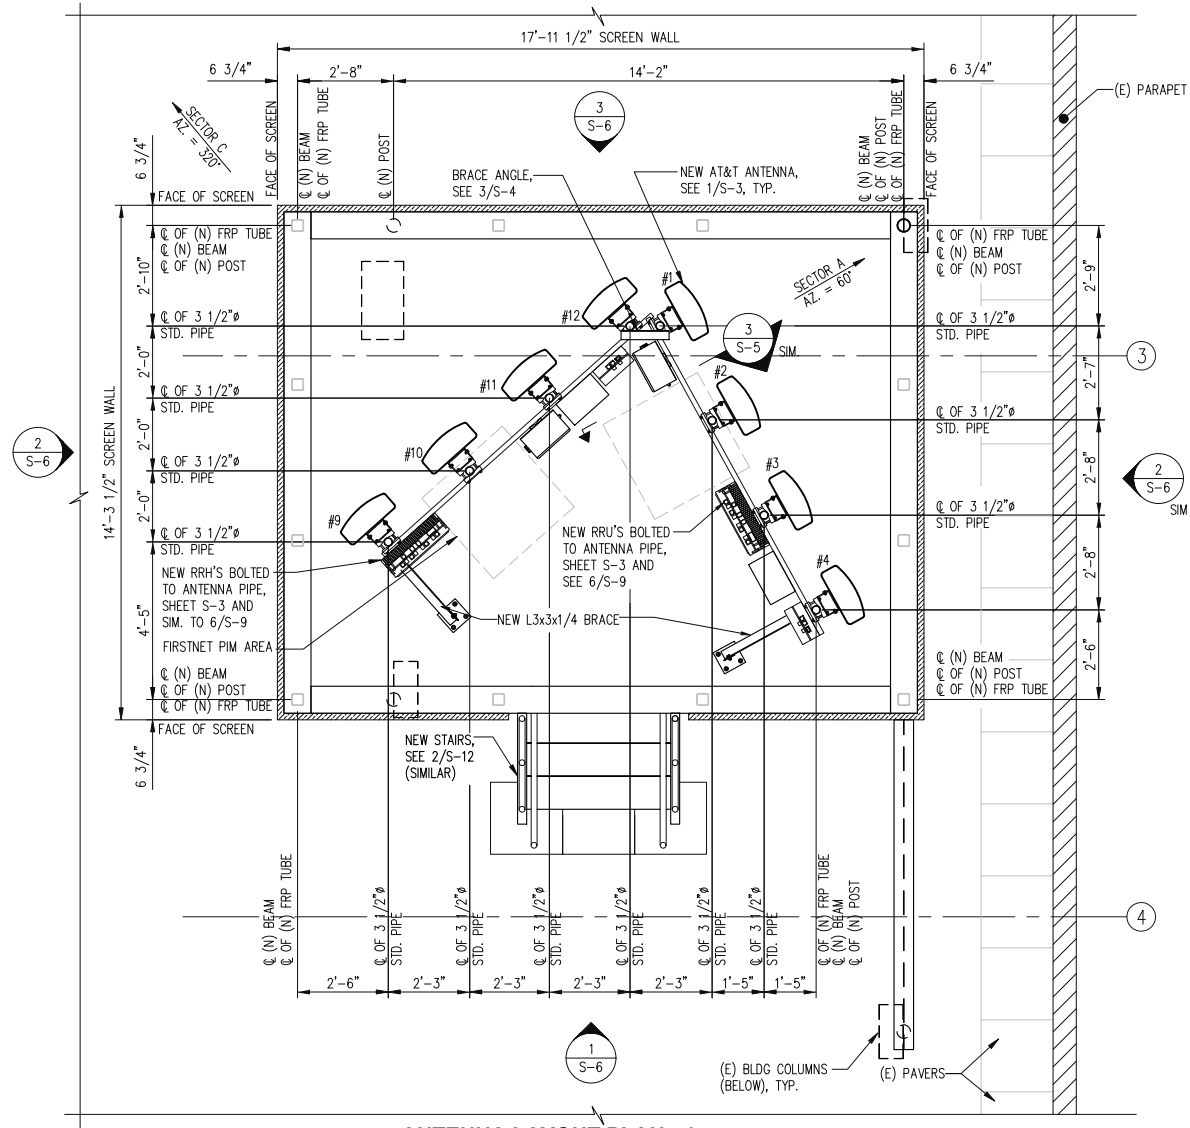 17'-11 1/2" SCREEN WALL
6 3/4"
2'-8"
14'-2"
6 3/4"
(E) PARAPET
SECTOR C
AZ. = 320°
6 3/4"
FACE OF SCREEN
℄ (N) BEAM
℄ OF (N) FRP TUBE
℄ (N) POST
3
S-6
BRACE ANGLE,
SEE 3/S-4
NEW AT&T ANTENNA,
SEE 1/S-3, TYP.
℄ (N) BEAM
℄ OF (N) POST
℄ OF (N) FRP TUBE
FACE OF SCREEN
FACE OF SCREEN
℄ OF (N) FRP TUBE
℄ (N) BEAM
℄ OF (N) POST
2'-10"
℄ OF (N) FRP TUBE
℄ (N) BEAM
℄ OF (N) POST
2'-9"
SECTOR A
AZ. = 60°
#1
#12
℄ OF 3 1/2"ø
STD. PIPE
℄ OF 3 1/2"ø
STD. PIPE
3
S-5
SIM.
3
2'-0"
#11
#2
2'-7"
℄ OF 3 1/2"ø
STD. PIPE
℄ OF 3 1/2"ø
STD. PIPE
14'-3 1/2" SCREEN WALL
2
S-6
2'-0"
#10
#3
℄ OF 3 1/2"ø
STD. PIPE
2'-8"
2
S-6
SIM
2'-0"
#9
℄ OF 3 1/2"ø
STD. PIPE
℄ OF 3 1/2"ø
STD. PIPE
NEW RRU'S BOLTED
TO ANTENNA PIPE,
SHEET S-3 AND
SEE 6/S-9
#4
2'-8"
NEW RRH'S BOLTED
TO ANTENNA PIPE,
SHEET S-3 AND
SIM. TO 6/S-9
4'-5"
℄ OF 3 1/2"ø
STD. PIPE
NEW L3x3x1/4 BRACE
FIRSTNET PIM AREA
2'-6"
℄ (N) BEAM
℄ OF (N) POST
℄ OF (N) FRP TUBE
℄ (N) BEAM
℄ OF (N) POST
℄ OF (N) FRP TUBE
FACE OF SCREEN
6 3/4"
NEW STAIRS,
SEE 2/S-12
(SIMILAR)
℄ (N) BEAM
℄ OF (N) FRP TUBE
℄ OF 3 1/2"ø
STD. PIPE
℄ OF 3 1/2"ø
STD. PIPE
℄ OF 3 1/2"ø
STD. PIPE
℄ OF 3 1/2"ø
STD. PIPE
℄ OF 3 1/2"ø
STD. PIPE
℄ OF 3 1/2"ø
STD. PIPE
℄ OF (N) FRP TUBE
℄ (N) BEAM
℄ OF (N) POST
4
2'-6"
2'-3"
2'-3"
2'-3"
2'-3"
1'-5"
1'-5"
1
S-6
(E) BLDG COLUMNS
(BELOW), TYP.
(E) PAVERS